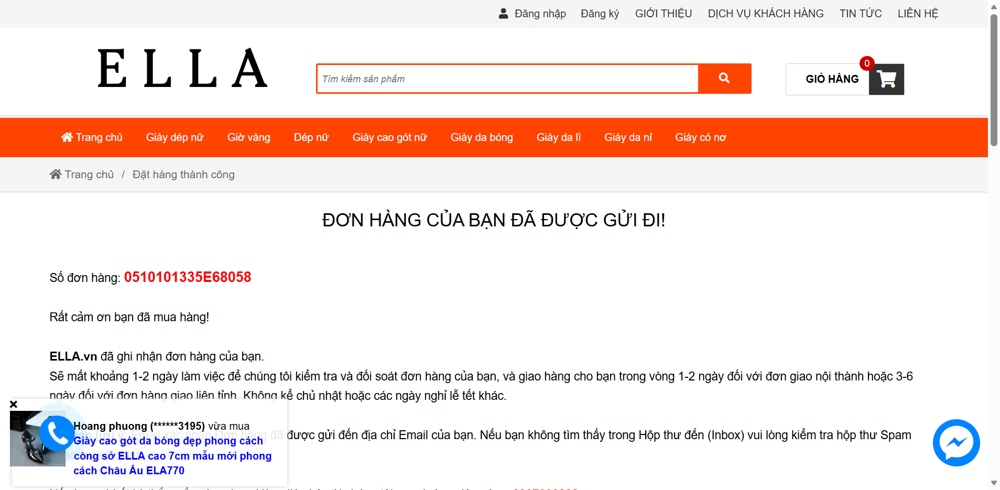 Đăng nhập Đăng ký GIỚI THIỆU DỊCH VỤ KHÁCH HÀNG TIN TỨC LIÊN HỆ
ELLA
Tìm kiếm sản phẩm
GIỎ HÀNG 0
Trang chủ Giày dép nữ Giờ vàng Dép nữ Giày cao gót nữ Giày da bóng Giày da lì Giày da nỉ Giày có nơ
Trang chủ / Đặt hàng thành công
ĐƠN HÀNG CỦA BẠN ĐÃ ĐƯỢC GỬI ĐI!
Số đơn hàng: 0510101335E68058
Rất cảm ơn bạn đã mua hàng!
ELLA.vn đã ghi nhận đơn hàng của bạn.
Sẽ mất khoảng 1-2 ngày làm việc để chúng tôi kiểm tra và đối soát đơn hàng của bạn, và giao hàng cho bạn trong vòng 1-2 ngày đối với đơn giao nội thành hoặc 3-6
ngày đối với đơn hàng giao liên tỉnh. Không kể chủ nhật hoặc các ngày nghỉ lễ tết khác.
lưu ý: Email xác nhận Đơn hàng đã được gửi đến địa chỉ Email của bạn. Nếu bạn không tìm thấy trong Hộp thư đến (Inbox) vui lòng kiểm tra hộp thư Spam
Hoang phuong (******3195) vừa mua
Giày cao gót da bóng đẹp phong cách
công sở ELLA cao 7cm mẫu mới phong
cách Châu Âu ELA770